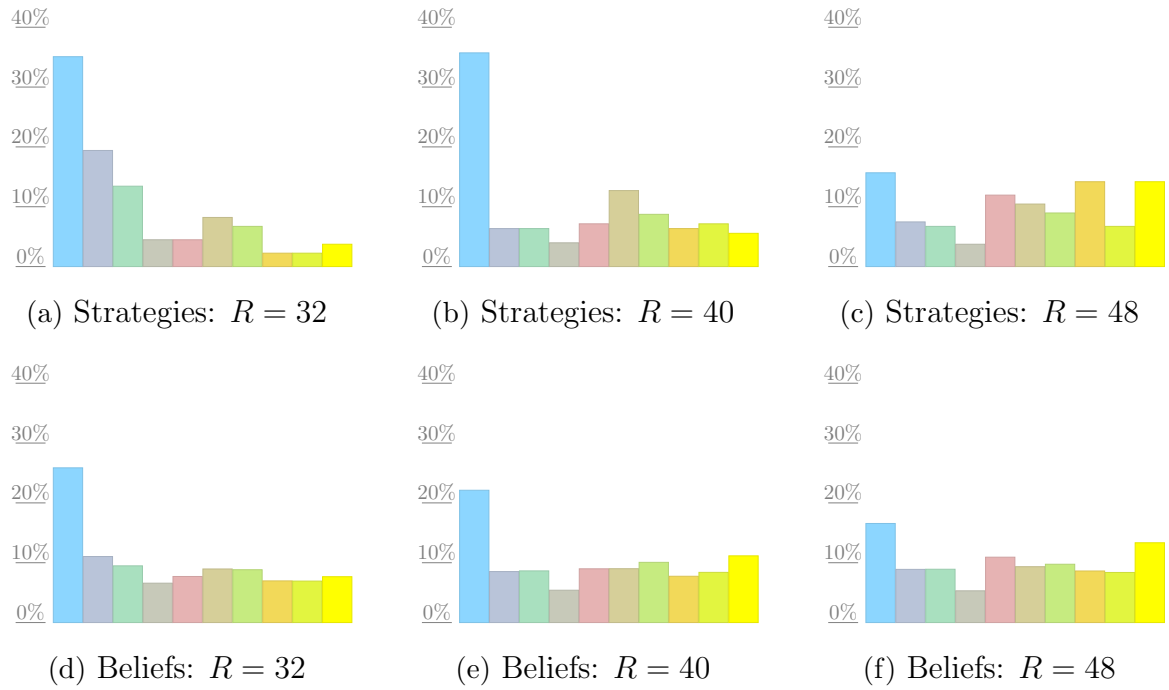 40% 40% 40%
30% 30% 30%
20% 20% 20%
10% 10% 10%
0% 0% 0%
(a) Strategies: R = 32 (b) Strategies: R = 40 (c) Strategies: R = 48
40% 40% 40%
30% 30% 30%
20% 20% 20%
10% 10% 10%
0% 0% 0%
(d) Beliefs: R = 32 (e) Beliefs: R = 40 (f) Beliefs: R = 48